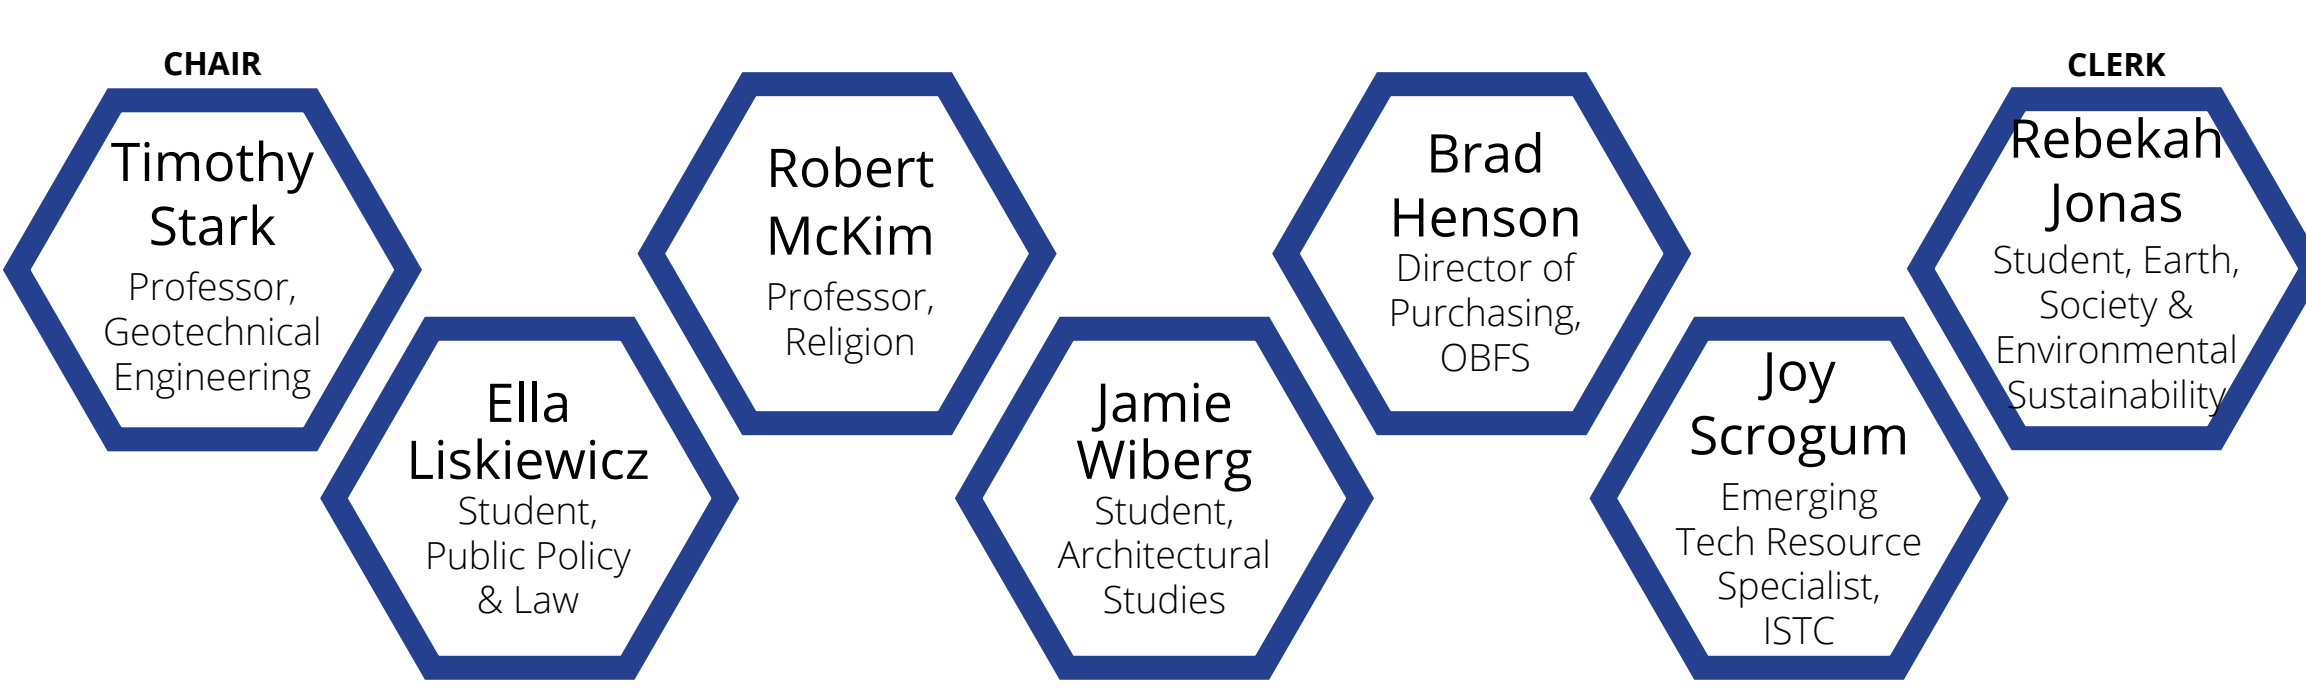 CHAIR
Timothy
Stark
Professor,
Geotechnical
Engineering
Ella
Liskiewicz
Student,
Public Policy
& Law
Robert
McKim
Professor,
Religion
Jamie
Wiberg
Student,
Architectural
Studies
Brad
Henson
Director of
Purchasing,
OBFS
Joy
Scrogum
Emerging
Tech Resource
Specialist,
ISTC
CLERK
Rebekah
Jonas
Student, Earth,
Society &
Environmental
Sustainability